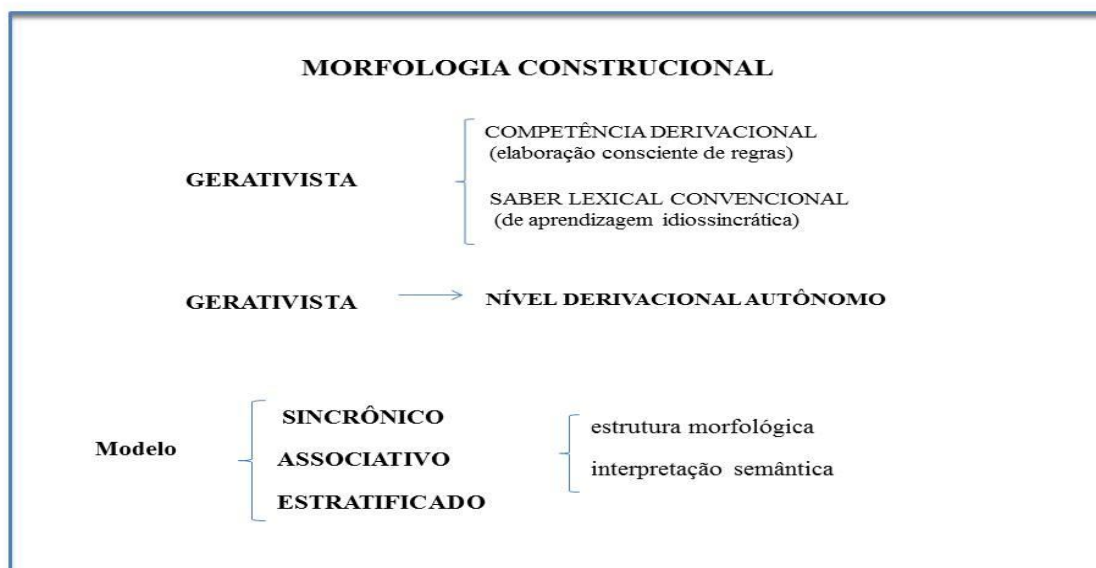 MORFOLOGIA CONSTRUCIONAL
GERATIVISTA
COMPETÊNCIA DERIVACIONAL
(elaboração consciente de regras)
SABER LEXICAL CONVENCIONAL
(de aprendizagem idiossincrática)
GERATIVISTA
NÍVEL DERIVACIONAL AUTÔNOMO
Modelo
SINCRÔNICO
ASSOCIATIVO
ESTRATIFICADO
estrutura morfológica
interpretação semântica